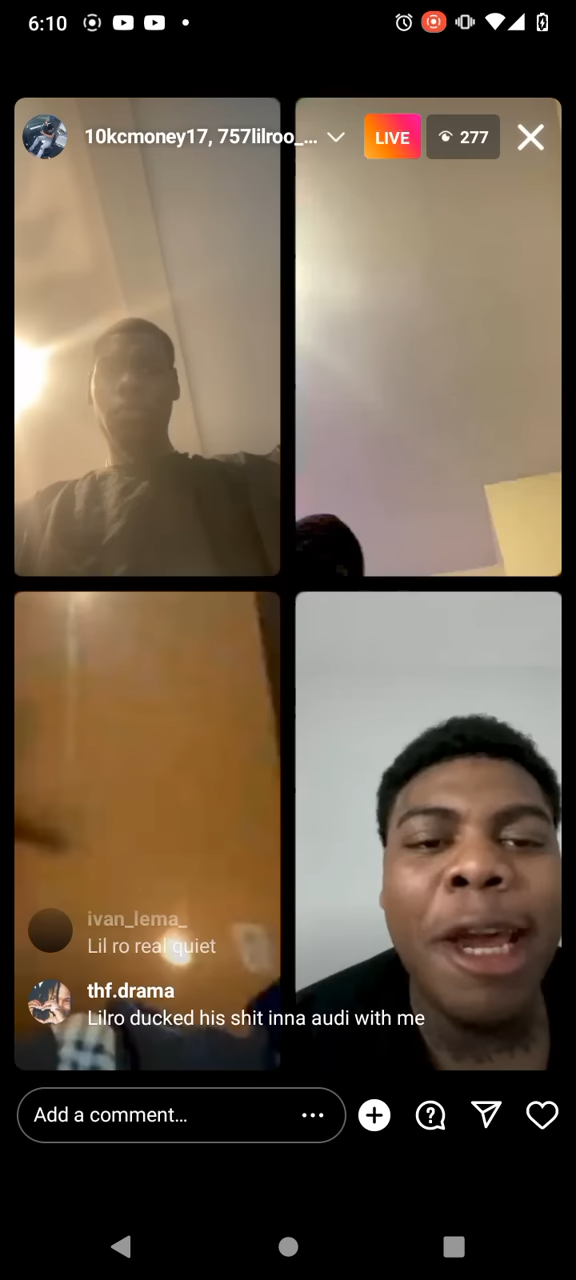 6:10
10kcmoney17, 757lilroo_...
LIVE
277
ivan_lema_
Lil ro real quiet
thf.drama
Lilro ducked his shit inna audi with me
Add a comment...